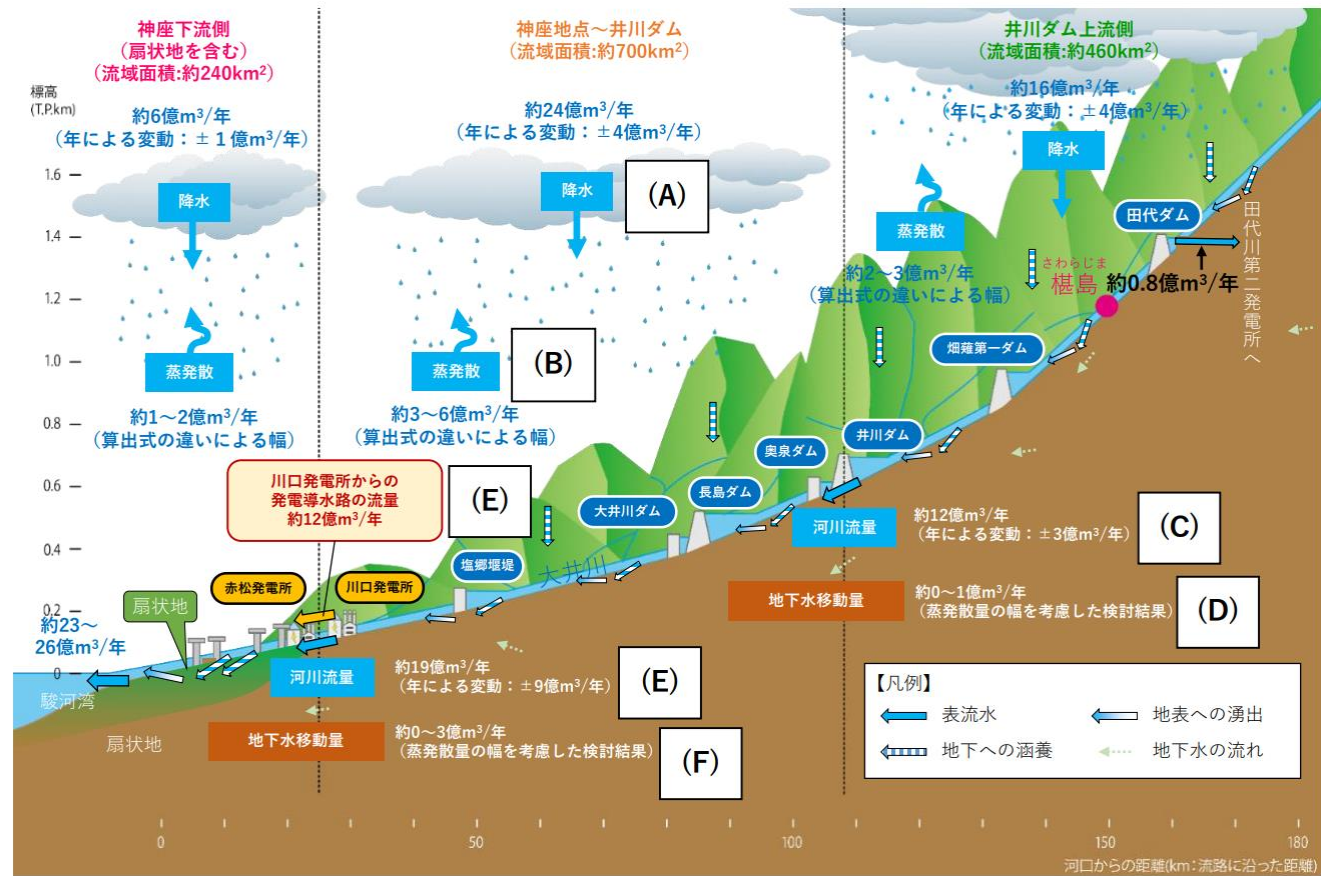 神座下流側
（扇状地を含む）
（流域面積:約240km²）
神座地点～井川ダム
（流域面積:約700km²）
井川ダム上流側
（流域面積:約460km²）
標高
(T.P.km)
約6億m³/年
（年による変動：±１億m³/年）
約24億m³/年
（年による変動：±4億m³/年）
約16億m³/年
（年による変動：±4億m³/年）
1.6
1.4
1.2
1.0
0.8
0.6
0.4
0.2
0
降水
降水
(A)
降水
蒸発散
約2～3億m³/年
（算出式の違いによる幅）
田代ダム
さわらじま
椹島
約0.8億m³/年
田代川第二発電所へ
蒸発散
約1～2億m³/年
（算出式の違いによる幅）
蒸発散
(B)
約3～6億m³/年
（算出式の違いによる幅）
畑薙第一ダム
井川ダム
奥泉ダム
長島ダム
大井川ダム
塩郷堰堤
大井川
川口発電所からの
発電導水路の流量
約12億m³/年
(E)
赤松発電所
川口発電所
扇状地
約23～
26億m³/年
駿河湾
扇状地
河川流量
約12億m³/年
（年による変動：±3億m³/年）
(C)
地下水移動量
約0～1億m³/年
（蒸発散量の幅を考慮した検討結果）
(D)
河川流量
約19億m³/年
（年による変動：±9億m³/年）
(E)
地下水移動量
約0～3億m³/年
（蒸発散量の幅を考慮した検討結果）
(F)
【凡例】
表流水
地表への湧出
地下への涵養
地下水の流れ
0
50
100
150
180
河口からの距離(km：流路に沿った距離)